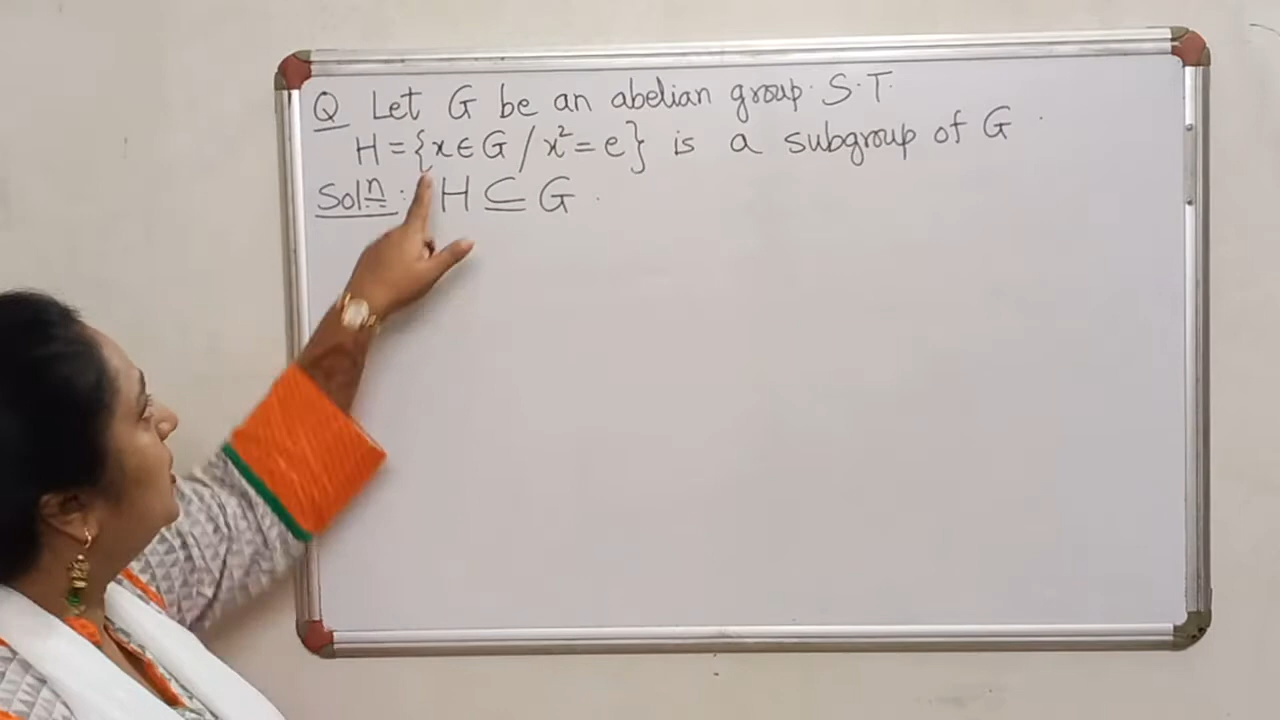 Q Let G be an abelian group. S.T.
H = {x ∈ G / x² = e} is a subgroup of G.
Solⁿ: H ⊆ G.